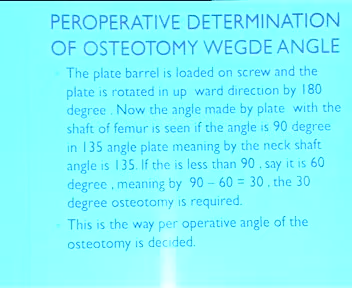 PEROPERATIVE DETERMINATION
OF OSTEOTOMY WEGDE ANGLE
The plate barrel is loaded on screw and the
plate is rotated in up ward direction by 180
degree . Now the angle made by plate with the
shaft of femur is seen if the angle is 90 degree
in 135 angle plate meaning by the neck shaft
angle is 135. If the is less than 90 , say it is 60
degree , meaning by 90 – 60 = 30 , the 30
degree osteotomy is required.
This is the way per operative angle of the
osteotomy is decided.